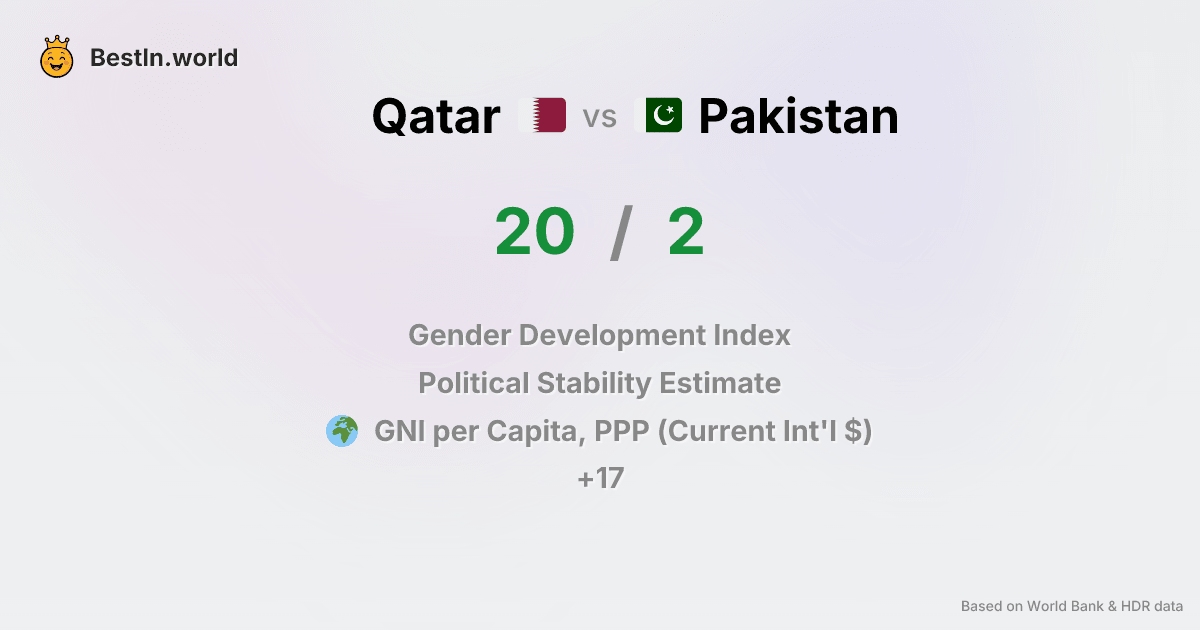 BestIn.world
Qatar vs Pakistan
20 / 2
Gender Development Index
Political Stability Estimate
GNI per Capita, PPP (Current Int'l $)
+17
Based on World Bank & HDR data